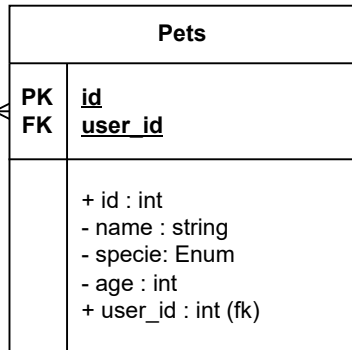 Pets
PK id
FK user_id
+ id : int
- name : string
- specie: Enum
- age : int
+ user_id : int (fk)